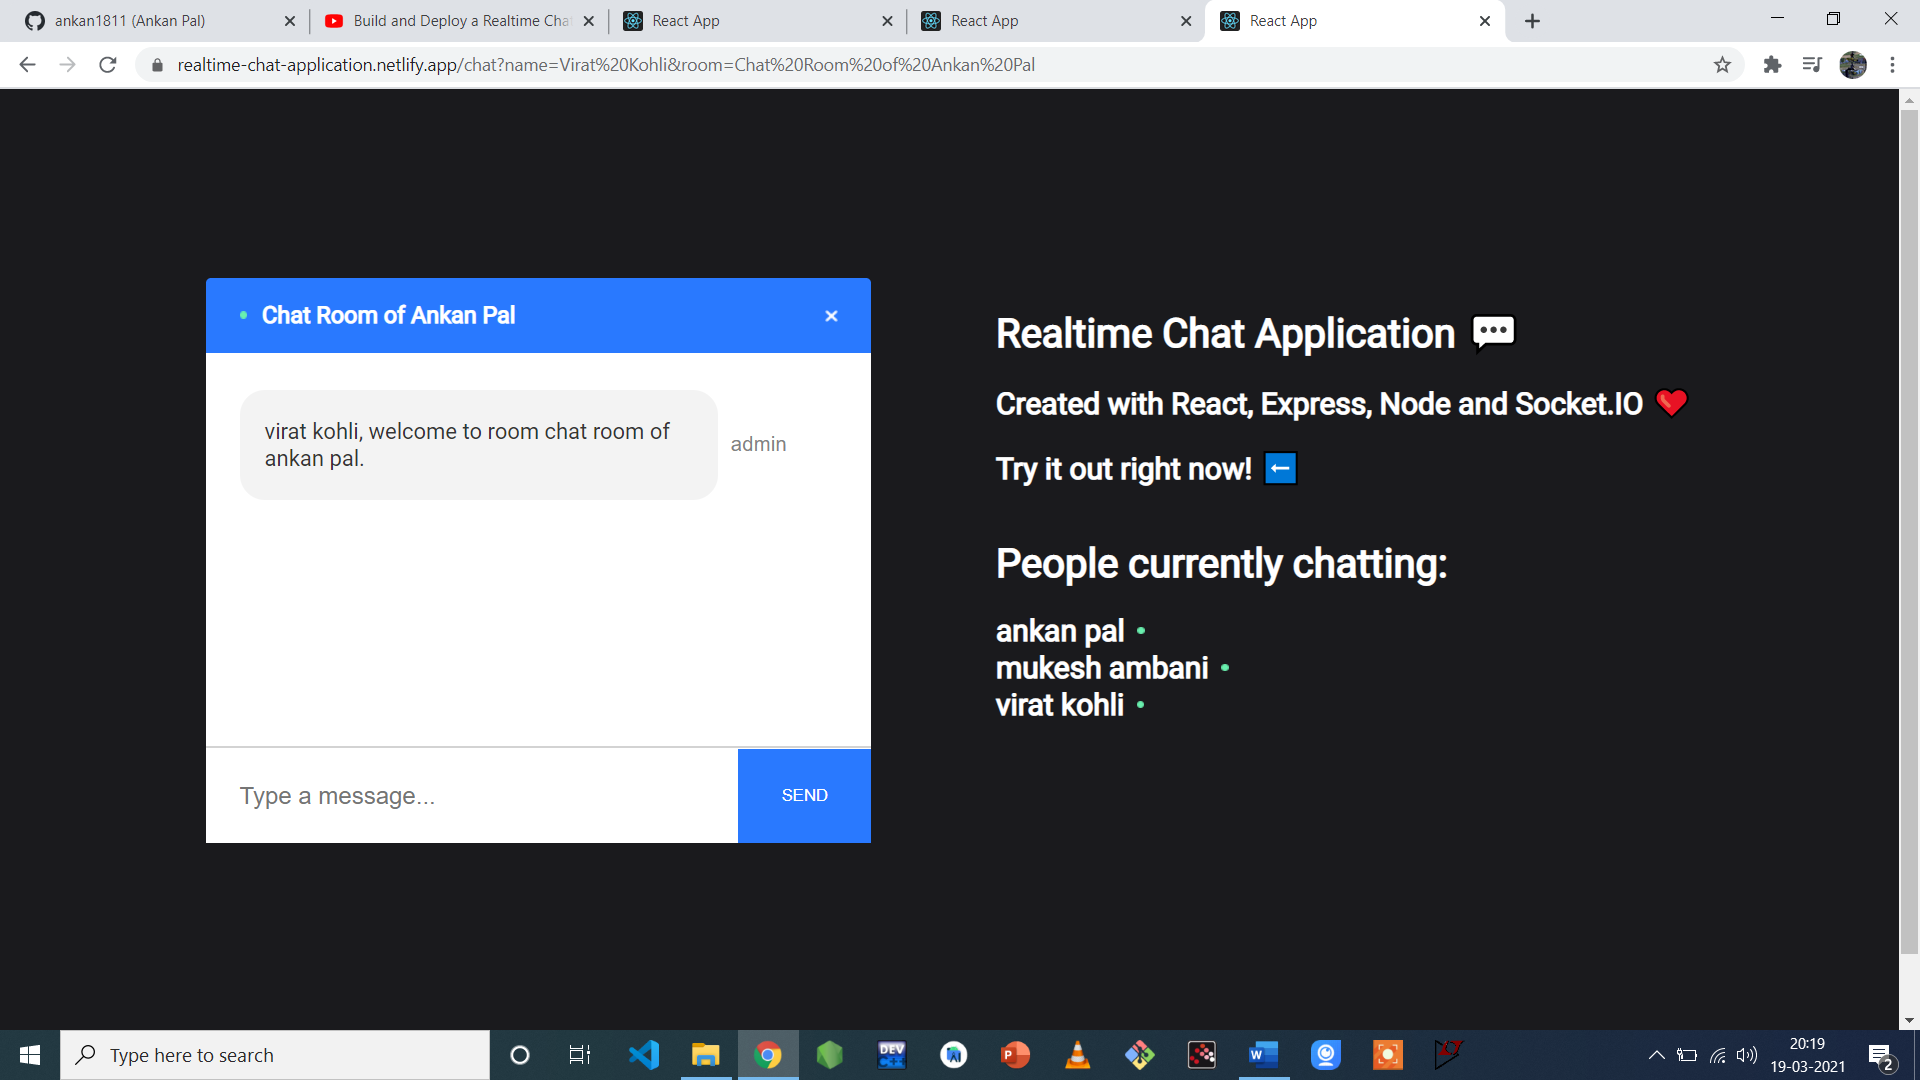 ankan1811 (Ankan Pal)
Build and Deploy a Realtime Cha
React App
React App
React App
realtime-chat-application.netlify.app/chat?name=Virat%20Kohli&room=Chat%20Room%20of%20Ankan%20Pal
Chat Room of Ankan Pal
virat kohli, welcome to room chat room of
ankan pal.
admin
Type a message...
SEND
Realtime Chat Application
Created with React, Express, Node and Socket.IO
Try it out right now!
People currently chatting:
ankan pal
mukesh ambani
virat kohli
Type here to search
DEV
C++
P
W
20:19
19-03-2021
2